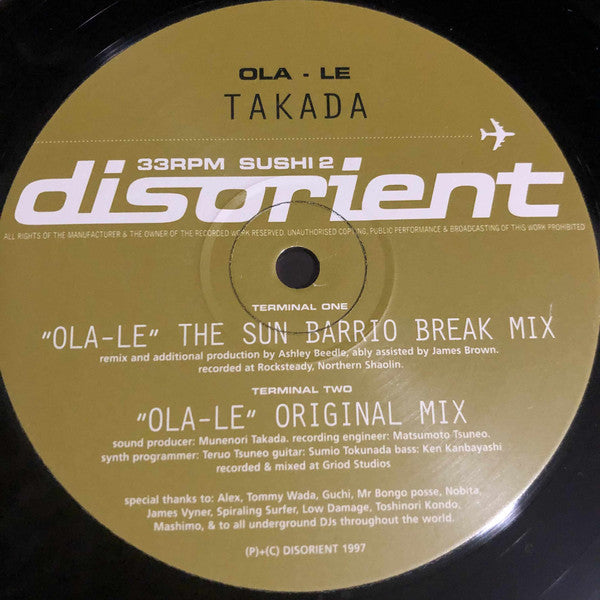 OLA - LE
TAKADA
33RPM SUSHI 2
disorient
ALL RIGHTS OF THE MANUFACTURER & THE OWNER OF THE RECORDED WORK RESERVED. UNAUTHORISED COPYING, PUBLIC PERFORMANCE & BROADCASTING OF THIS WORK PROHIBITED
TERMINAL ONE
"OLA-LE" THE SUN BARRIO BREAK MIX
remix and additional production by Ashley Beedle, ably assisted by James Brown.
recorded at Rocksteady, Northern Shaolin.
TERMINAL TWO
"OLA-LE" ORIGINAL MIX
sound producer: Munenori Takada. recording engineer: Matsumoto Tsuneo.
synth programmer: Teruo Tsuneo guitar: Sumio Tokunada bass: Ken Kanbayashi
recorded & mixed at Griod Studios
special thanks to: Alex, Tommy Wada, Guchi, Mr Bongo posse, Nobita,
James Vyner, Spiraling Surfer, Low Damage, Toshinori Kondo,
Mashimo, & to all underground DJs throughout the world.
(P)+(C) DISORIENT 1997